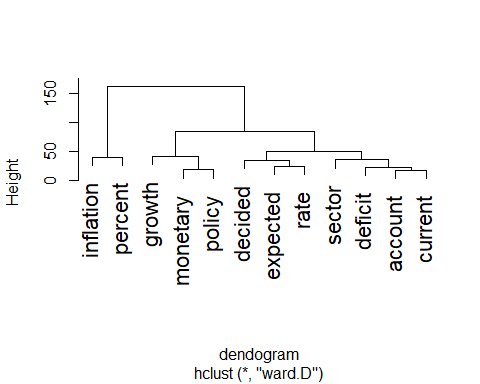 150
50
0
Height
inflation
percent
growth
monetary
policy
decided
expected
rate
sector
deficit
account
current
dendogram
hclust (*, "ward.D")